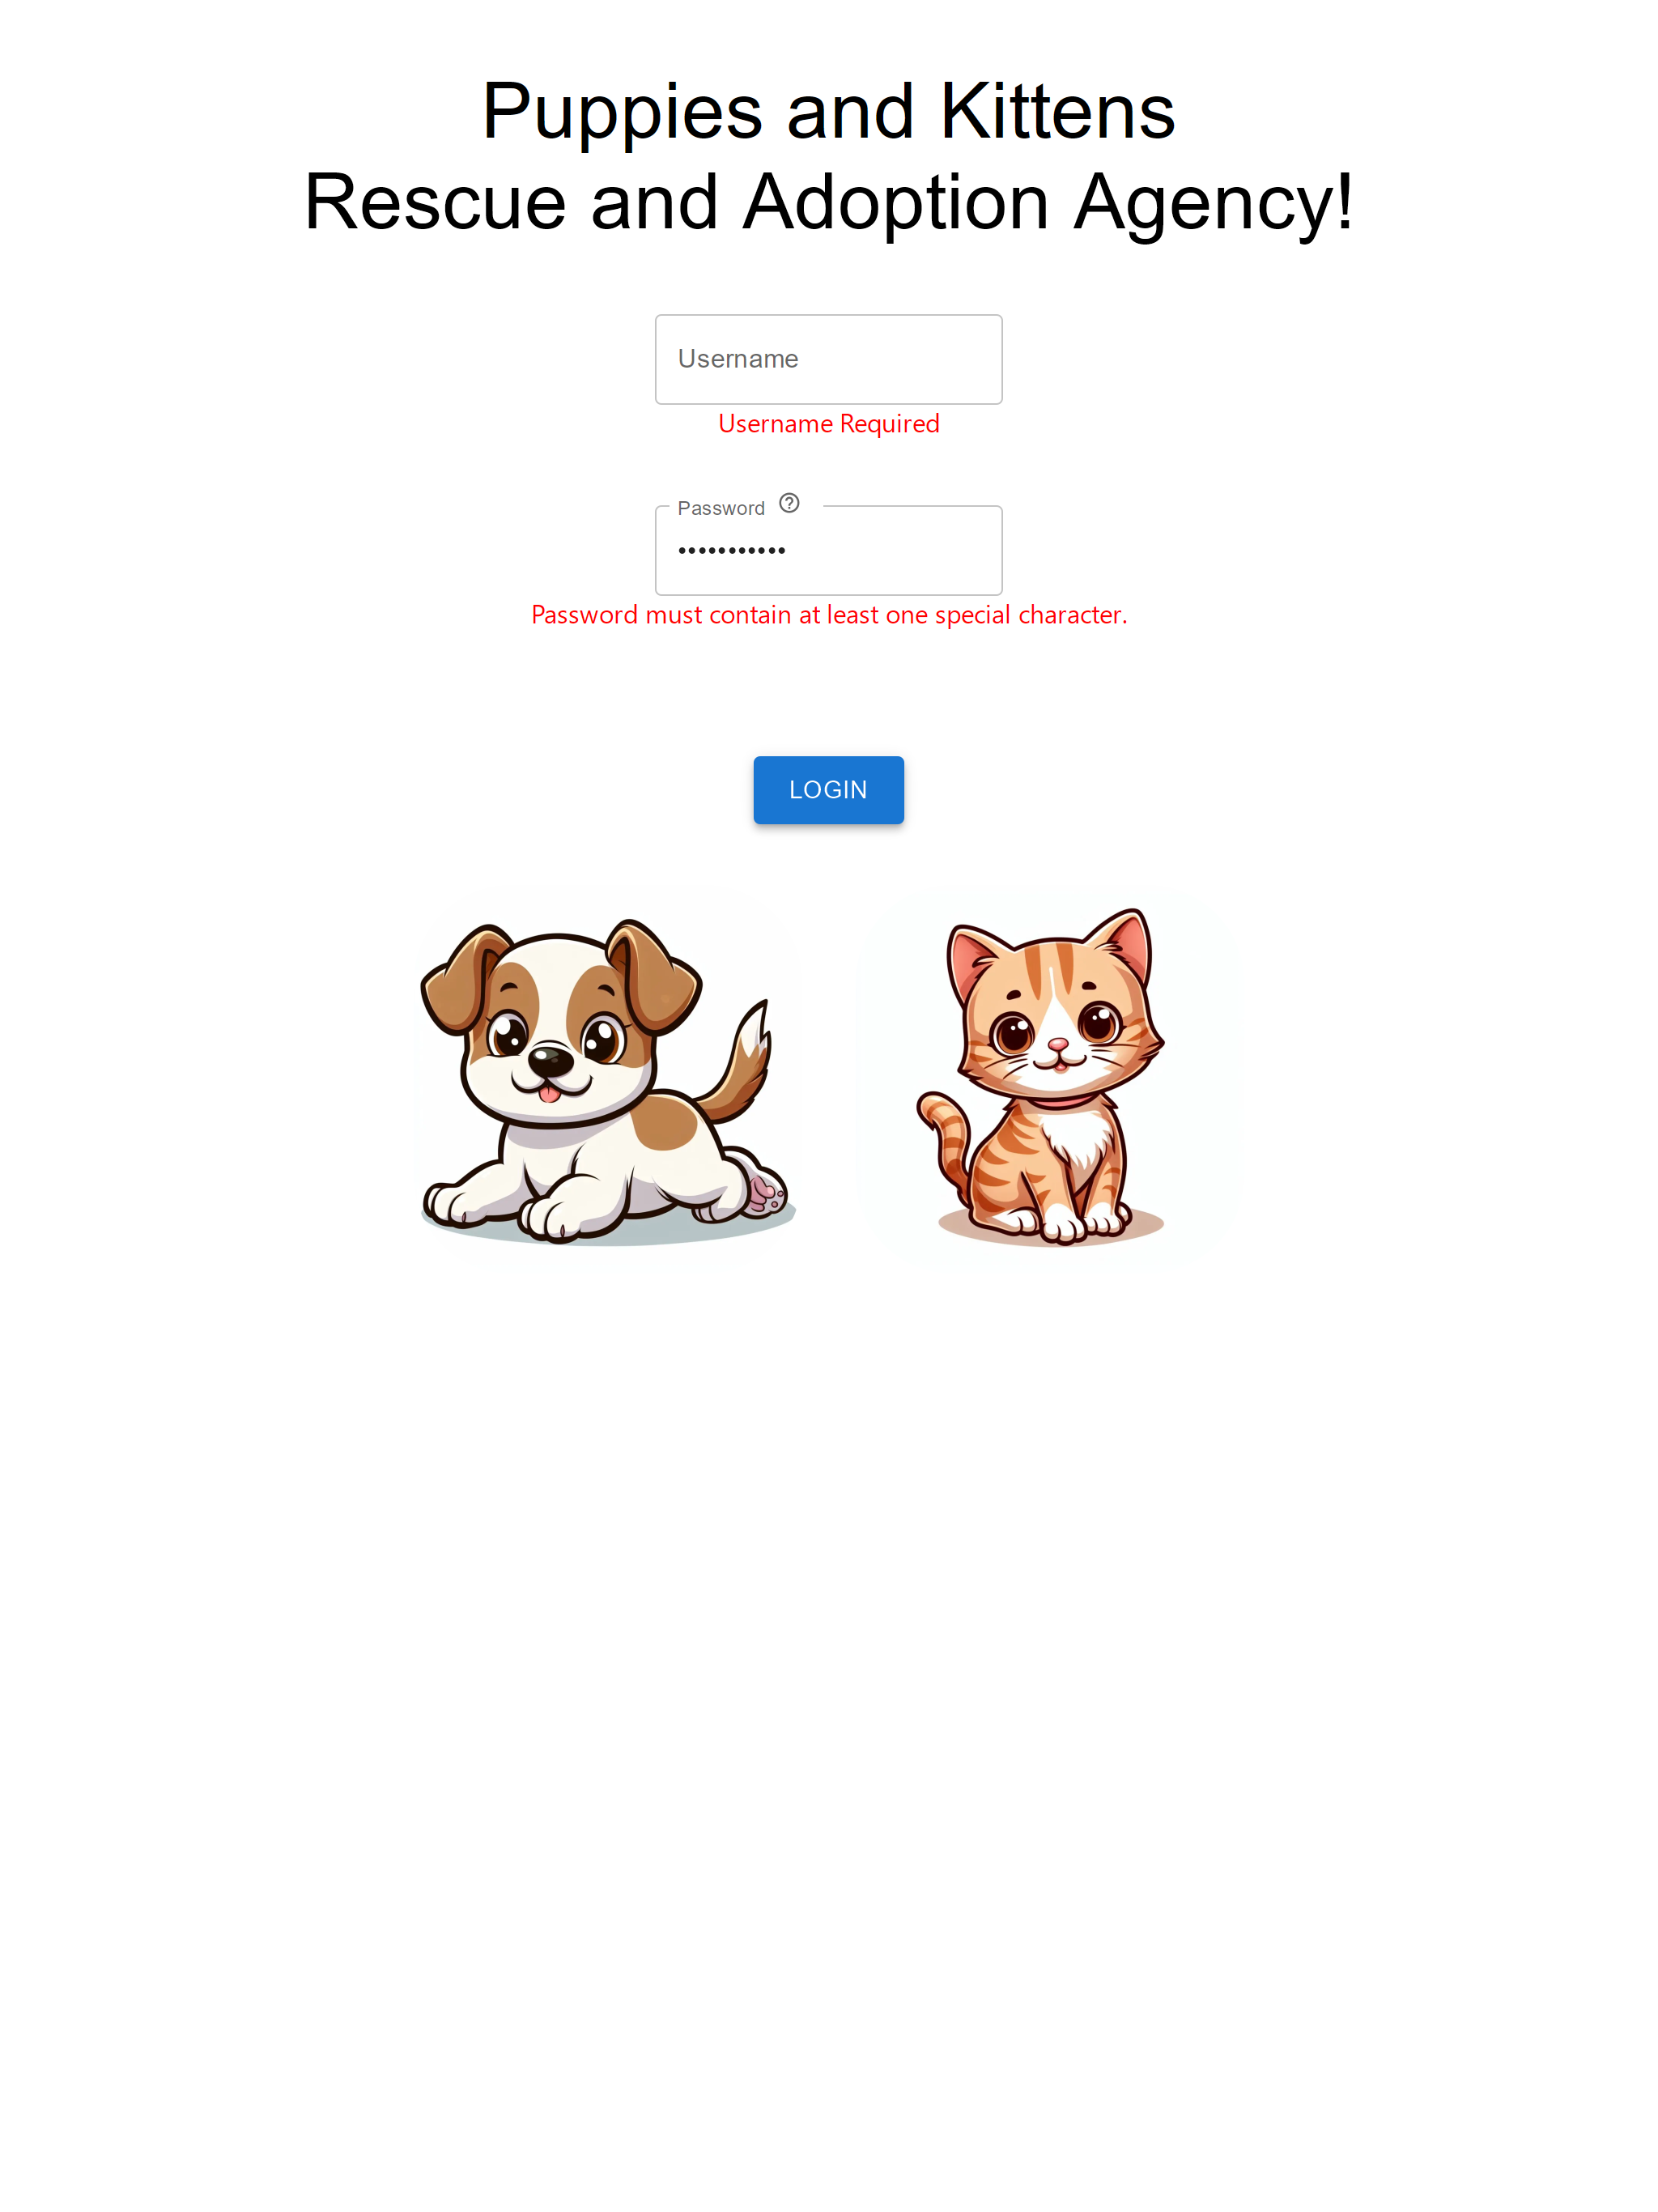 Puppies and Kittens
Rescue and Adoption Agency!
Username
Username Required
Password
•••••••••••
Password must contain at least one special character.
LOGIN